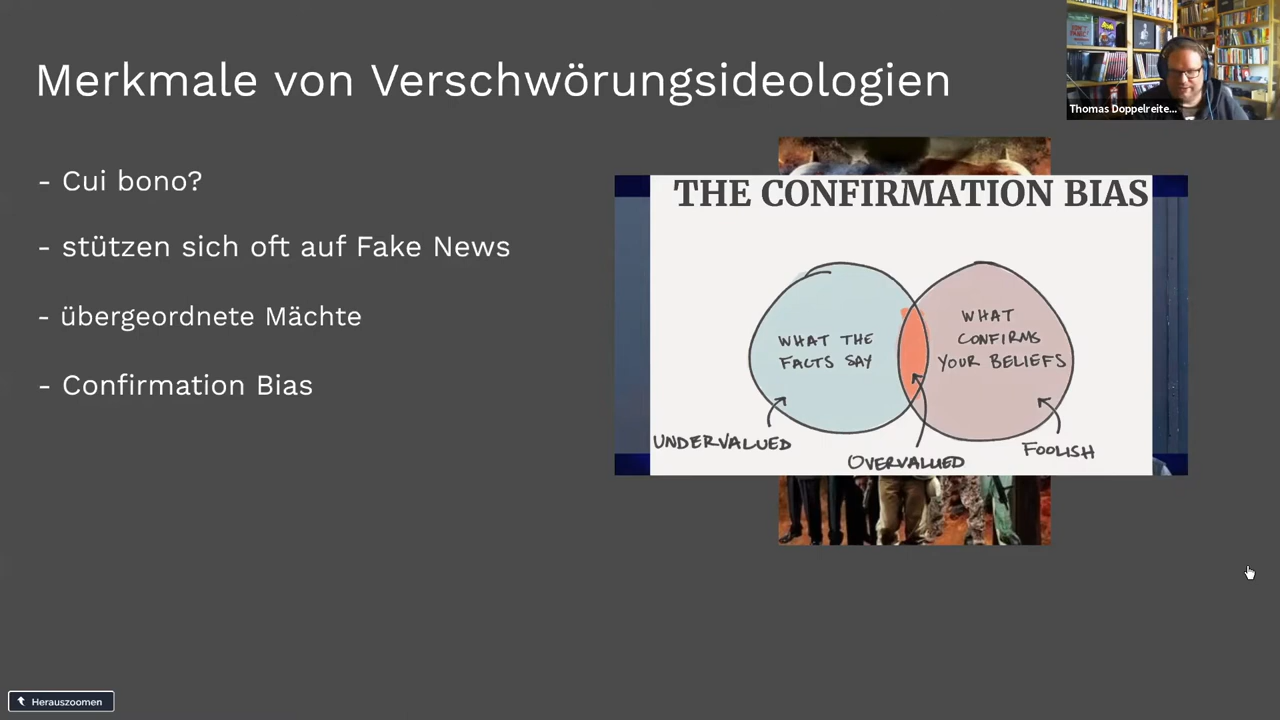 Merkmale von Verschwörungsideologien
Thomas Doppelreite...
- Cui bono?
- stützen sich oft auf Fake News
- übergeordnete Mächte
- Confirmation Bias
THE CONFIRMATION BIAS
WHAT THE
FACTS SAY
WHAT
CONFIRMS
YOUR BELIEFS
UNDERVALUED
OVERVALUED
FOOLISH
Herauszoomen